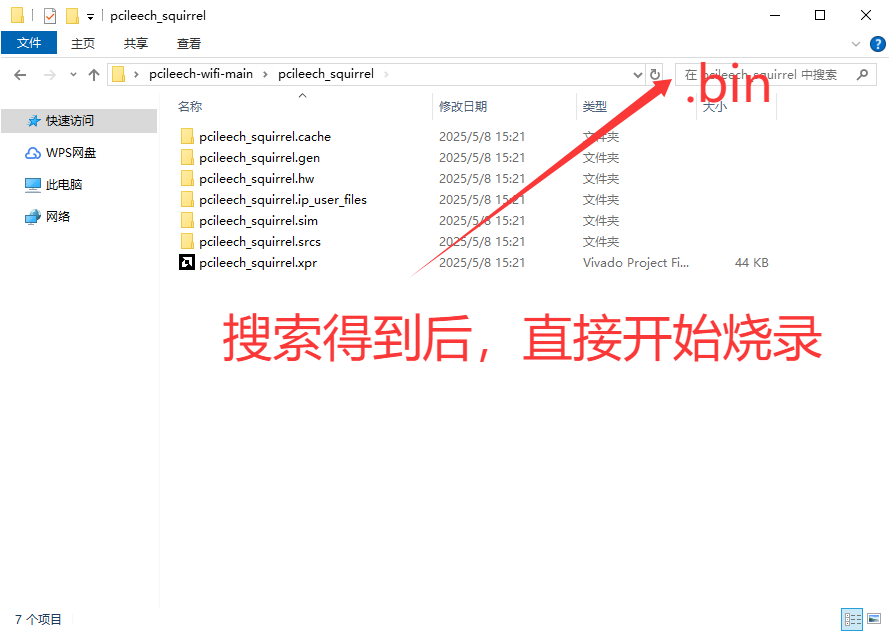 pcileech_squirrel
文件 主页 共享 查看
pcileech-wifi-main pcileech_squirrel 在 pcileech_squirrel 中搜索
.bin
名称 修改日期 类型 大小
快速访问
WPS网盘
此电脑
网络
pcileech_squirrel.cache 2025/5/8 15:21 文件夹
pcileech_squirrel.gen 2025/5/8 15:21 文件夹
pcileech_squirrel.hw 2025/5/8 15:21 文件夹
pcileech_squirrel.ip_user_files 2025/5/8 15:21 文件夹
pcileech_squirrel.sim 2025/5/8 15:21 文件夹
pcileech_squirrel.srcs 2025/5/8 15:21 文件夹
pcileech_squirrel.xpr 2025/5/8 15:21 Vivado Project Fi... 44 KB
搜索得到后，直接开始烧录
7 个项目